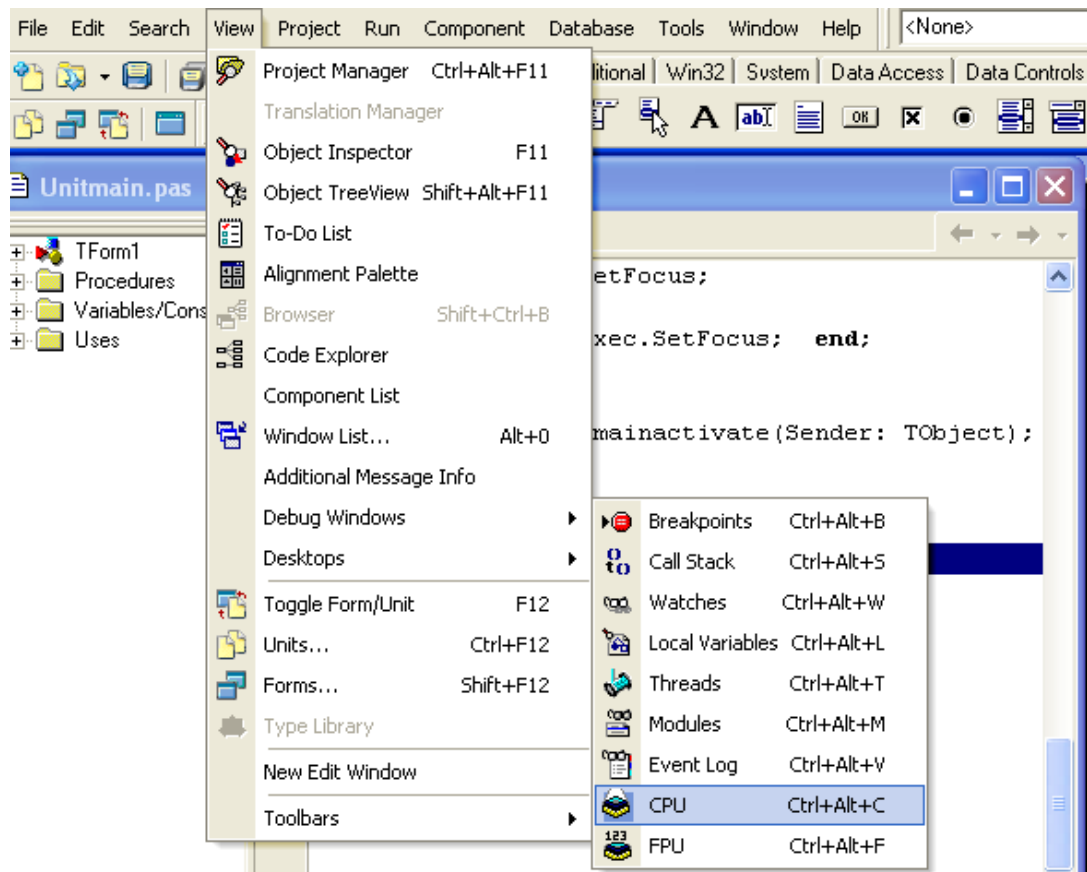 File Edit Search View Project Run Component Database Tools Window Help <None>
Win32 System Data Access Data Controls
Project Manager Ctrl+Alt+F11
Translation Manager
Object Inspector F11
Object TreeView Shift+Alt+F11
To-Do List
Alignment Palette
Browser Shift+Ctrl+B
Code Explorer
Component List
Window List... Alt+0
Additional Message Info
Debug Windows
Desktops
Toggle Form/Unit F12
Units... Ctrl+F12
Forms... Shift+F12
Type Library
New Edit Window
Toolbars
Breakpoints Ctrl+Alt+B
Call Stack Ctrl+Alt+S
Watches Ctrl+Alt+W
Local Variables Ctrl+Alt+L
Threads Ctrl+Alt+T
Modules Ctrl+Alt+M
Event Log Ctrl+Alt+V
CPU Ctrl+Alt+C
FPU Ctrl+Alt+F
Unitmain.pas
TForm1
Procedures
Variables/Cons
Uses
etFocus;
xec.SetFocus; end;
mainactivate(Sender: TObject);